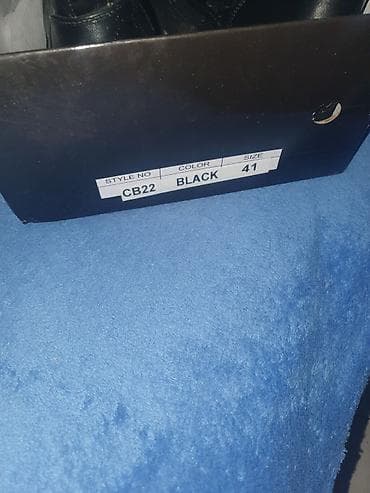 STYLE NO COLOR SIZE
CB22 BLACK 41